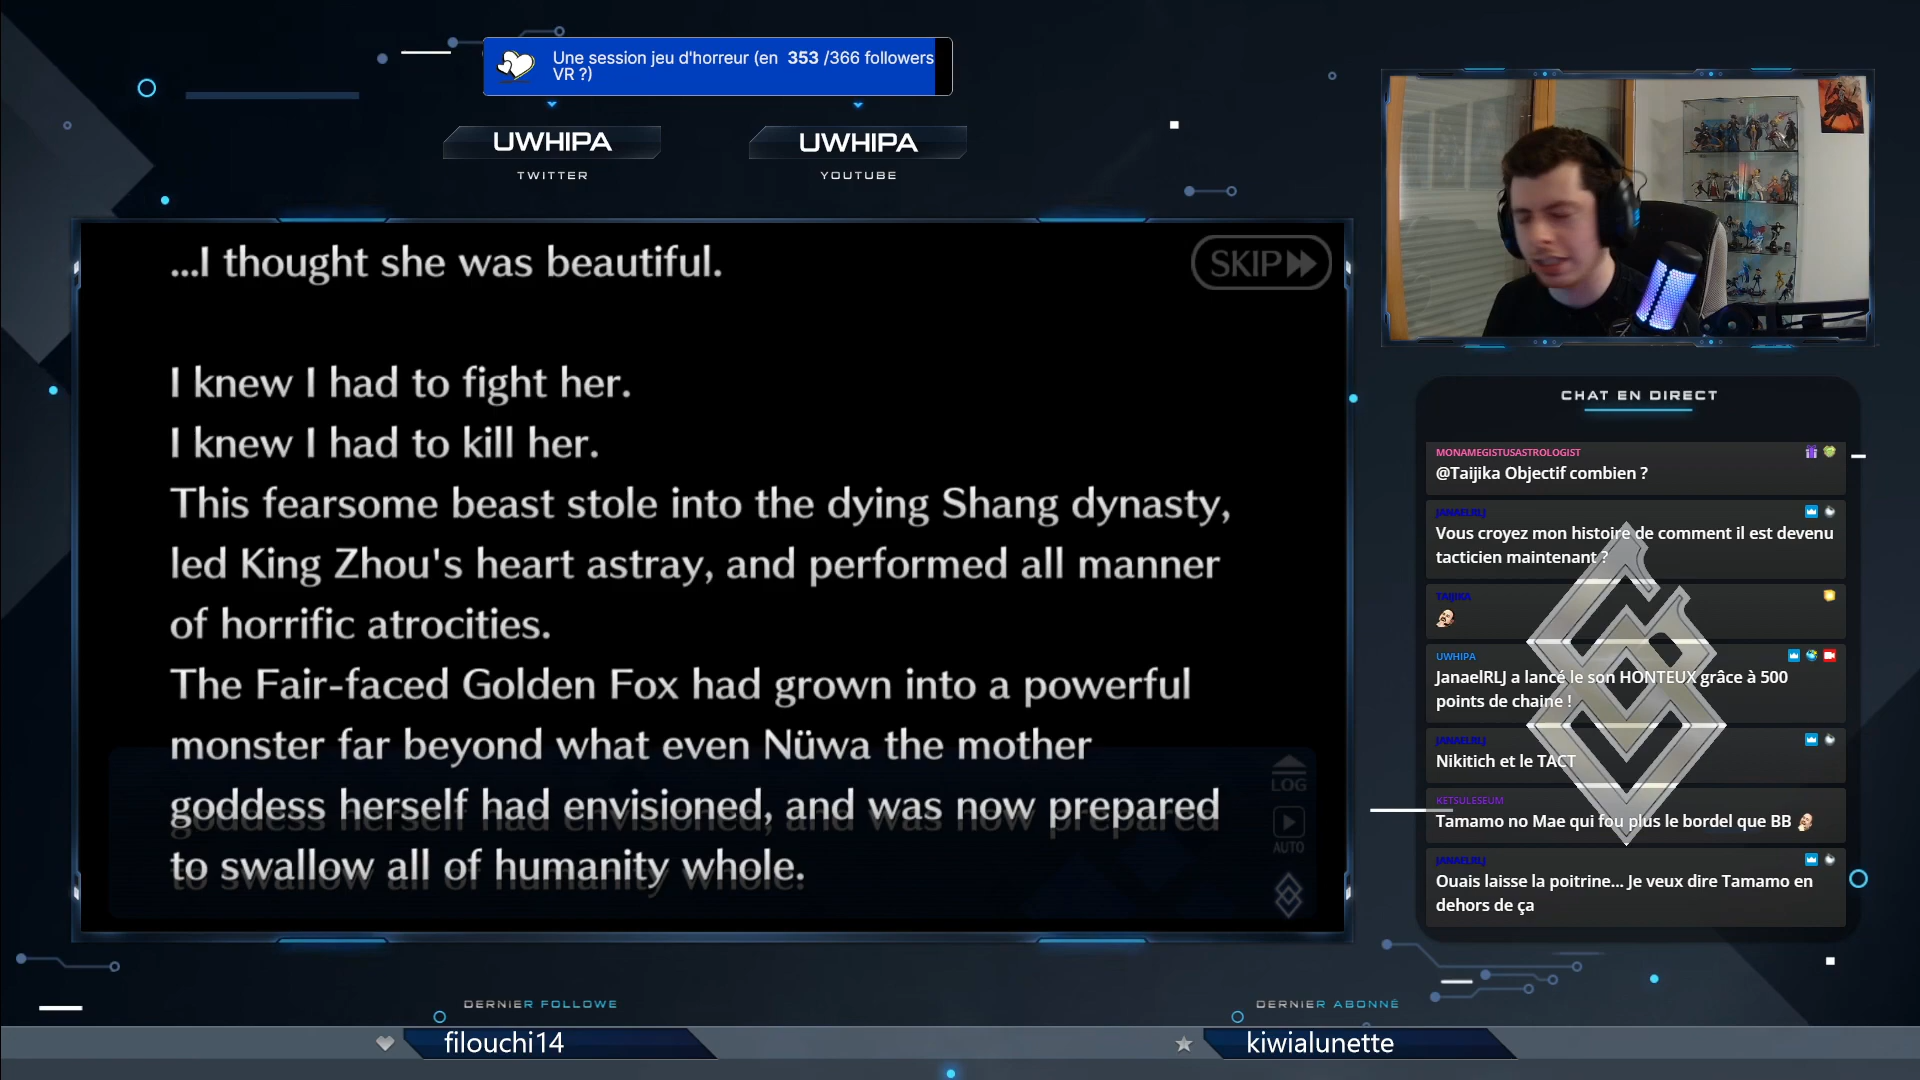 Une session jeu d'horreur (en VR ?)
353 /366 followers
UWHIPA
TWITTER
UWHIPA
YOUTUBE
...I thought she was beautiful.
SKIP
I knew I had to fight her.
I knew I had to kill her.
This fearsome beast stole into the dying Shang dynasty,
led King Zhou's heart astray, and performed all manner
of horrific atrocities.
The Fair-faced Golden Fox had grown into a powerful
monster far beyond what even Nüwa the mother
goddess herself had envisioned, and was now prepared
to swallow all of humanity whole.
LOG
AUTO
CHAT EN DIRECT
MONAMEGISTUSASTROLOGIST
@Taijika Objectif combien ?
JANAELRLJ
Vous croyez mon histoire de comment il est devenu
tacticien maintenant ?
TAIJIKA
UWHIPA
JanaelRLJ a lancé le son HONTEUX grâce à 500
points de chaine !
JANAELRLJ
Nikitich et le TACT
KETSULESEUM
Tamamo no Mae qui fou plus le bordel que BB
JANAELRLJ
Ouais laisse la poitrine... Je veux dire Tamamo en
dehors de ça
DERNIER FOLLOWE
filouchi14
DERNIER ABONNÉ
kiwialunette